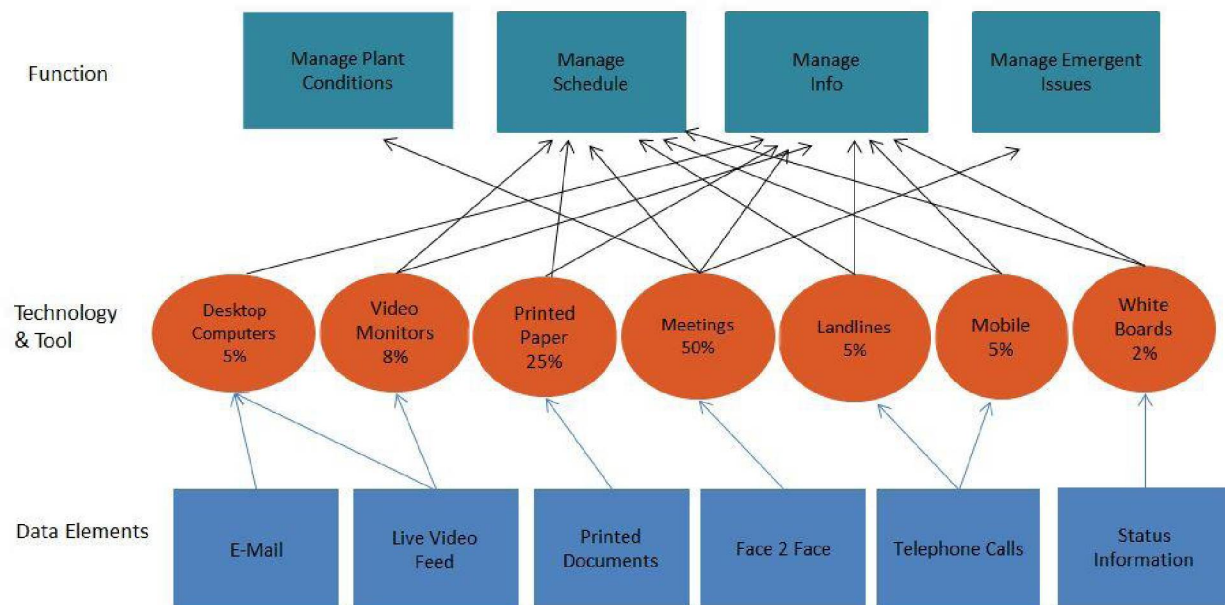 Function
Manage Plant
Conditions
Manage
Schedule
Manage
Info
Manage Emergent
Issues
Technology
& Tool
Desktop
Computers
5%
Video
Monitors
8%
Printed
Paper
25%
Meetings
50%
Landlines
5%
Mobile
5%
White
Boards
2%
Data Elements
E-Mail
Live Video
Feed
Printed
Documents
Face 2 Face
Telephone Calls
Status
Information